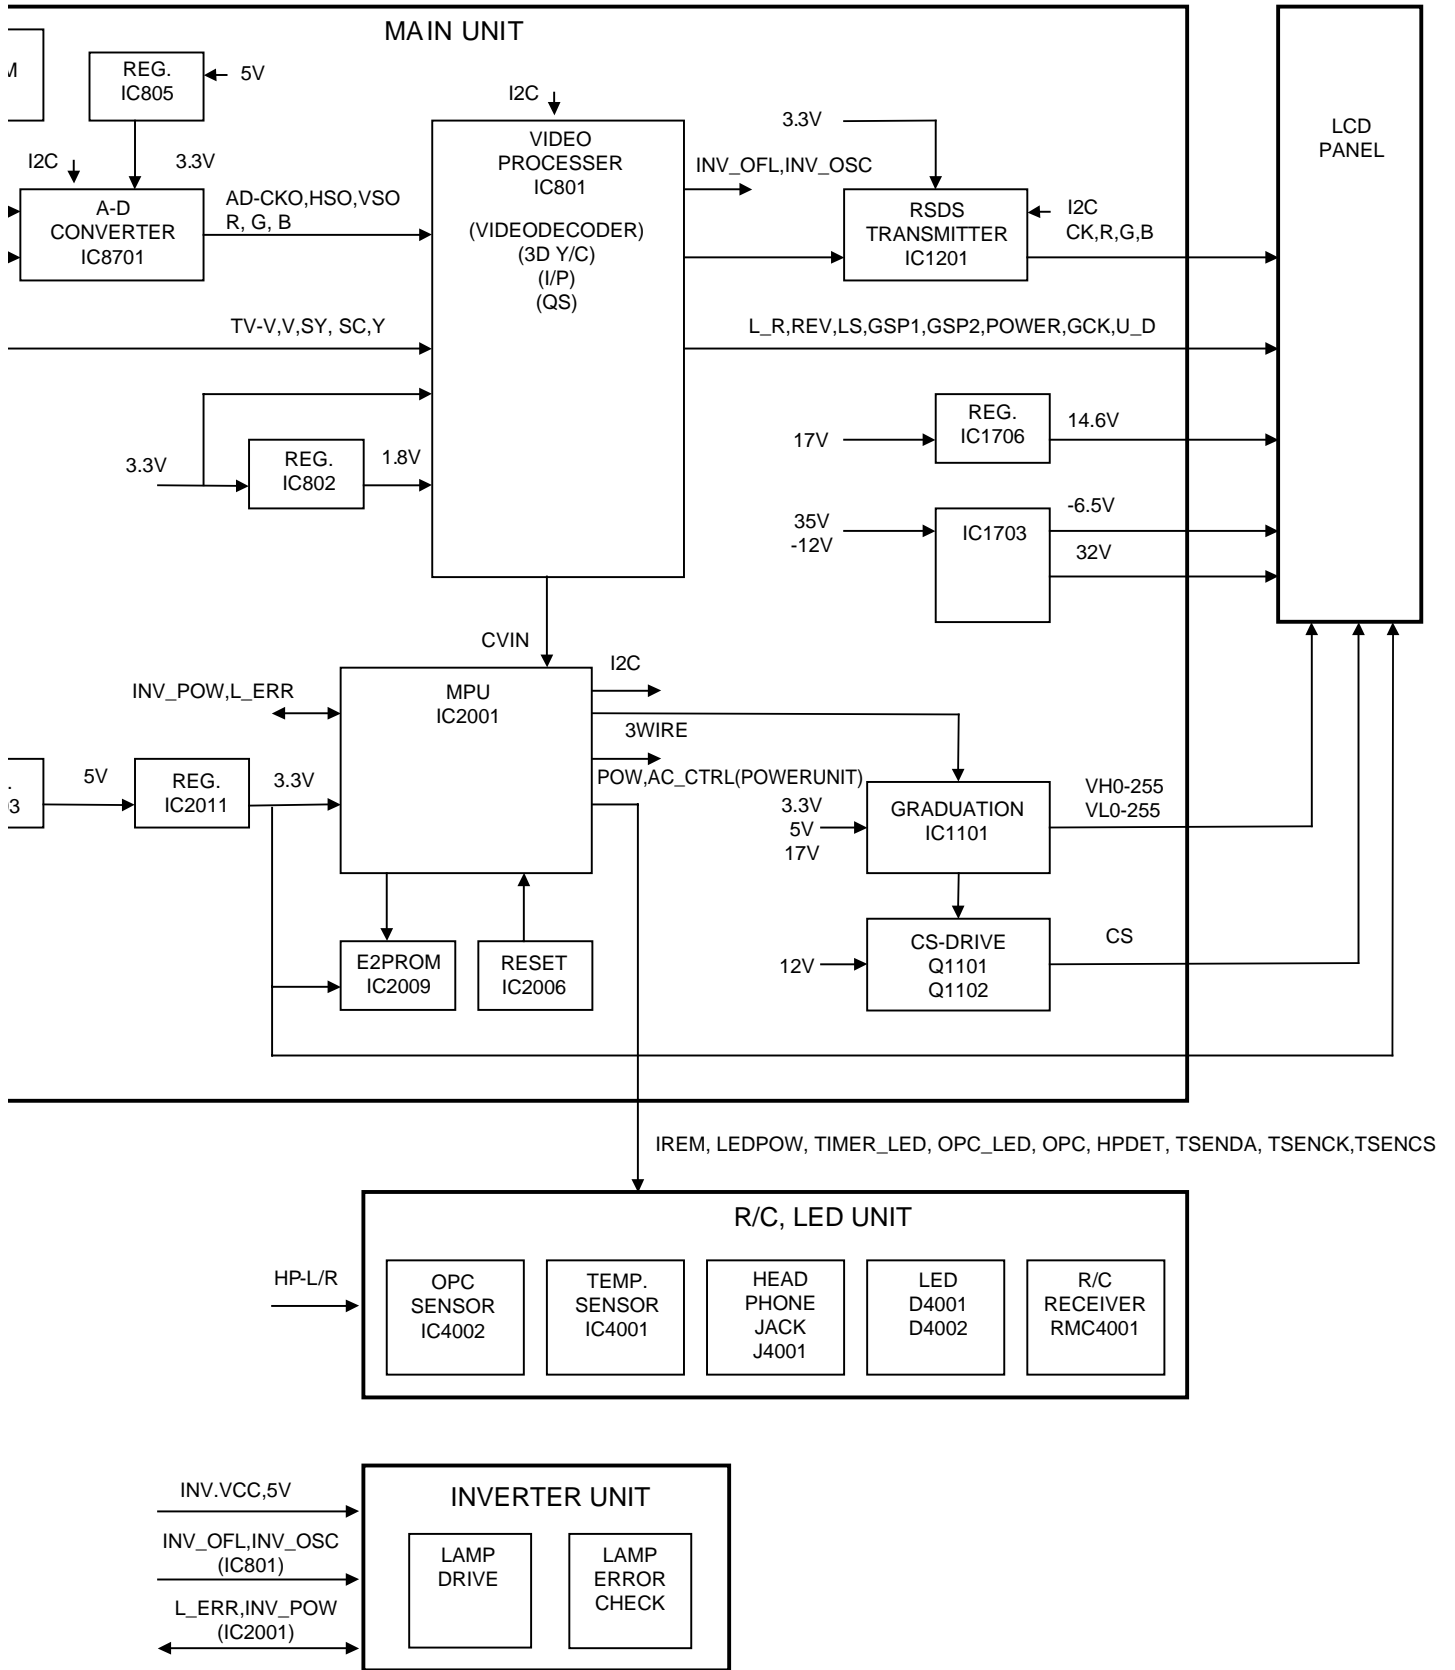 MAIN UNIT
M
REG.
IC805
5V
I2C
3.3V
A-D
CONVERTER
IC8701
AD-CKO,HSO,VSO
R, G, B
I2C
VIDEO
PROCESSER
IC801
(VIDEODECODER)
(3D Y/C)
(I/P)
(QS)
3.3V
INV_OFL,INV_OSC
RSDS
TRANSMITTER
IC1201
I2C
CK,R,G,B
LCD
PANEL
TV-V,V,SY, SC,Y
L_R,REV,LS,GSP1,GSP2,POWER,GCK,U_D
3.3V
REG.
IC802
1.8V
17V
REG.
IC1706
14.6V
35V
-12V
IC1703
-6.5V
32V
CVIN
INV_POW,L_ERR
MPU
IC2001
I2C
3WIRE
POW,AC_CTRL(POWERUNIT)
.
03
5V
REG.
IC2011
3.3V
3.3V
5V
17V
GRADUATION
IC1101
VH0-255
VL0-255
E2PROM
IC2009
RESET
IC2006
12V
CS-DRIVE
Q1101
Q1102
CS
IREM, LEDPOW, TIMER_LED, OPC_LED, OPC, HPDET, TSENDA, TSENCK,TSENCS
R/C, LED UNIT
HP-L/R
OPC
SENSOR
IC4002
TEMP.
SENSOR
IC4001
HEAD
PHONE
JACK
J4001
LED
D4001
D4002
R/C
RECEIVER
RMC4001
INV.VCC,5V
INV_OFL,INV_OSC
(IC801)
L_ERR,INV_POW
(IC2001)
INVERTER UNIT
LAMP
DRIVE
LAMP
ERROR
CHECK